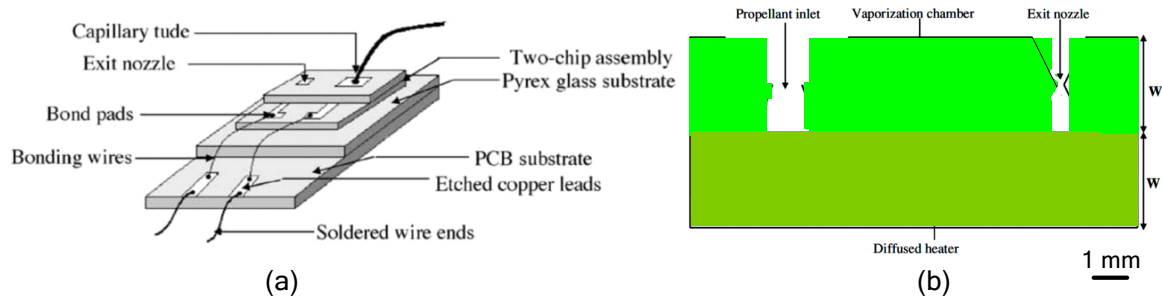 Capillary tude
Exit nozzle
Two-chip assembly
Pyrex glass substrate
Bond pads
Bonding wires
PCB substrate
Etched copper leads
Soldered wire ends
(a)
Propellant inlet
Vaporization chamber
Exit nozzle
W
W
Diffused heater
1 mm
(b)